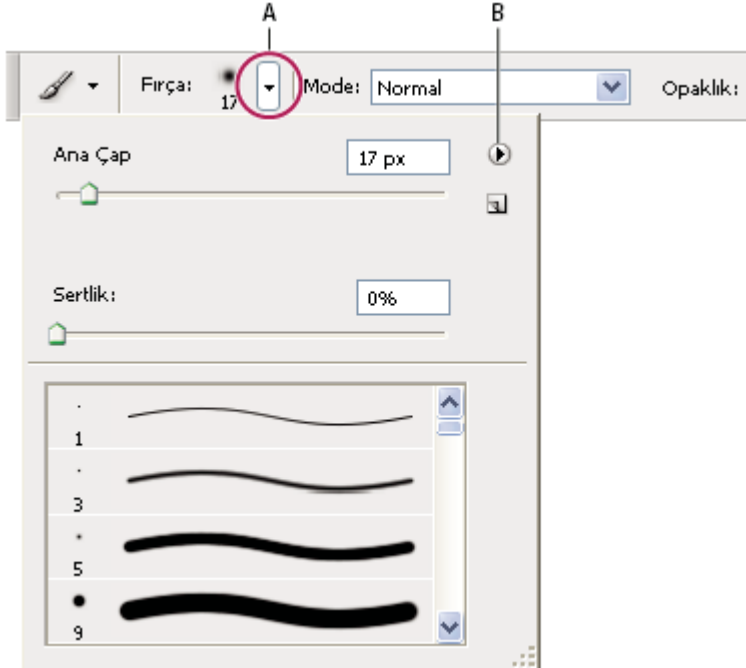 A B
Fırça: 17 Mode: Normal Opaklık:
Ana Çap 17 px
Sertlik: 0%
1
3
5
9